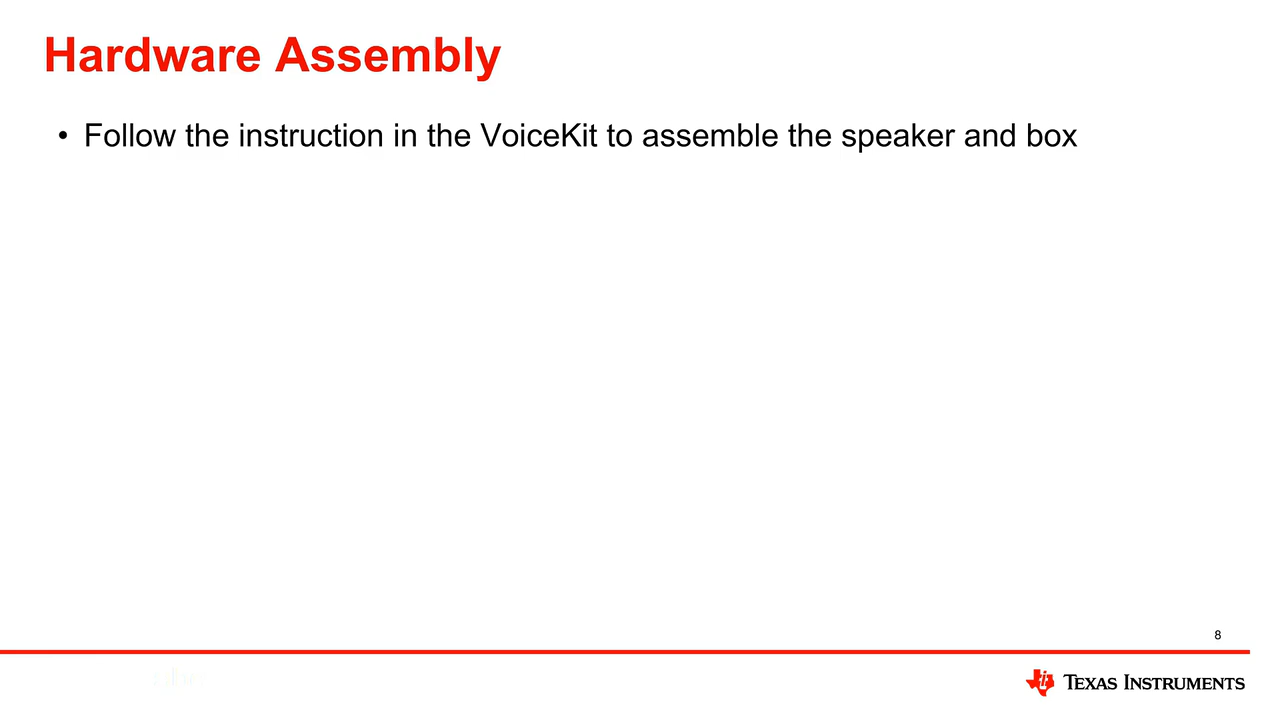 Hardware Assembly
• Follow the instruction in the VoiceKit to assemble the speaker and box
8
TEXAS INSTRUMENTS